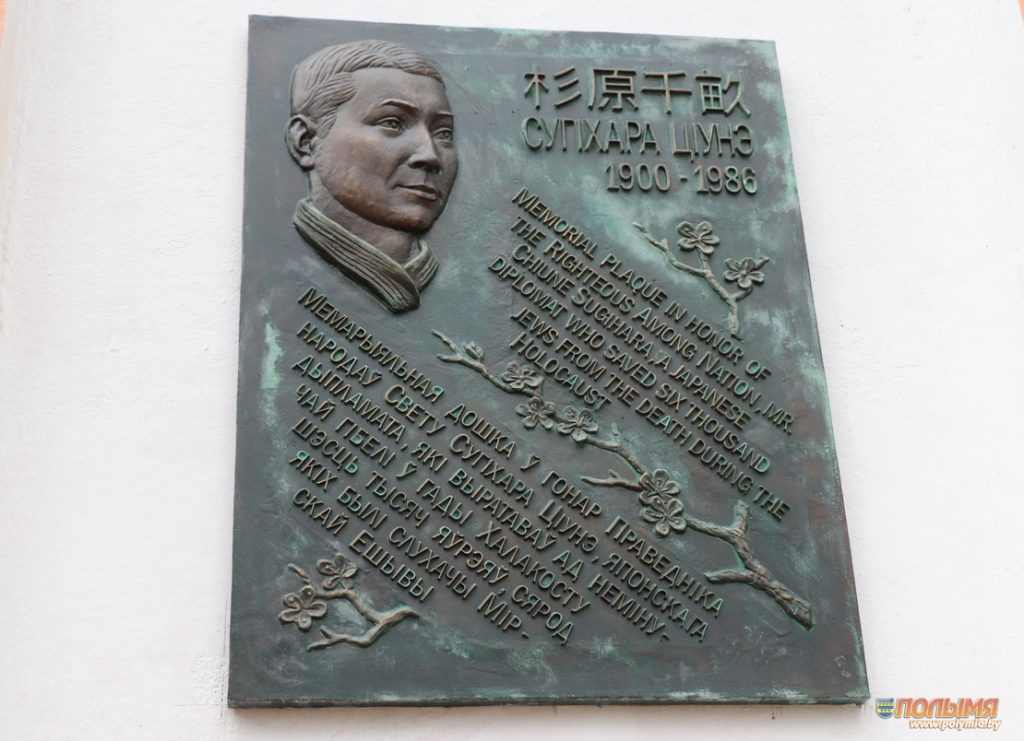 杉原千畝
СУГІХАРА ЦІУНЭ
1900 - 1986
MEMORIAL PLAQUE IN HONOR OF
THE RIGHTEOUS AMONG NATION, MR.
CHIUNE SUGIHARA, A JAPANESE
DIPLOMAT WHO SAVED SIX THOUSAND
JEWS FROM THE DEATH DURING THE
HOLOCAUST
МЕМАРЫЯЛЬНАЯ ДОШКА Ў ГОНАР ПРАВЕДНІКА
НАРОДАЎ СВЕТУ СУГІХАРА ЦІУНЭ, ЯПОНСКАГА
ДЫПЛАМАТА, ЯКІ ВЫРАТАВАЎ АД НЕМІНУ-
ЧАЙ ГІБЕЛІ Ў ГАДЫ ХАЛАКОСТУ
ШЭСЦЬ ТЫСЯЧ ЯЎРЭЯЎ, СЯРОД
ЯКІХ БЫЛІ СЛУХАЧЫ МІР-
СКАЙ ЕШЫВЫ
ПОЛЫМЯ
www.polymia.by